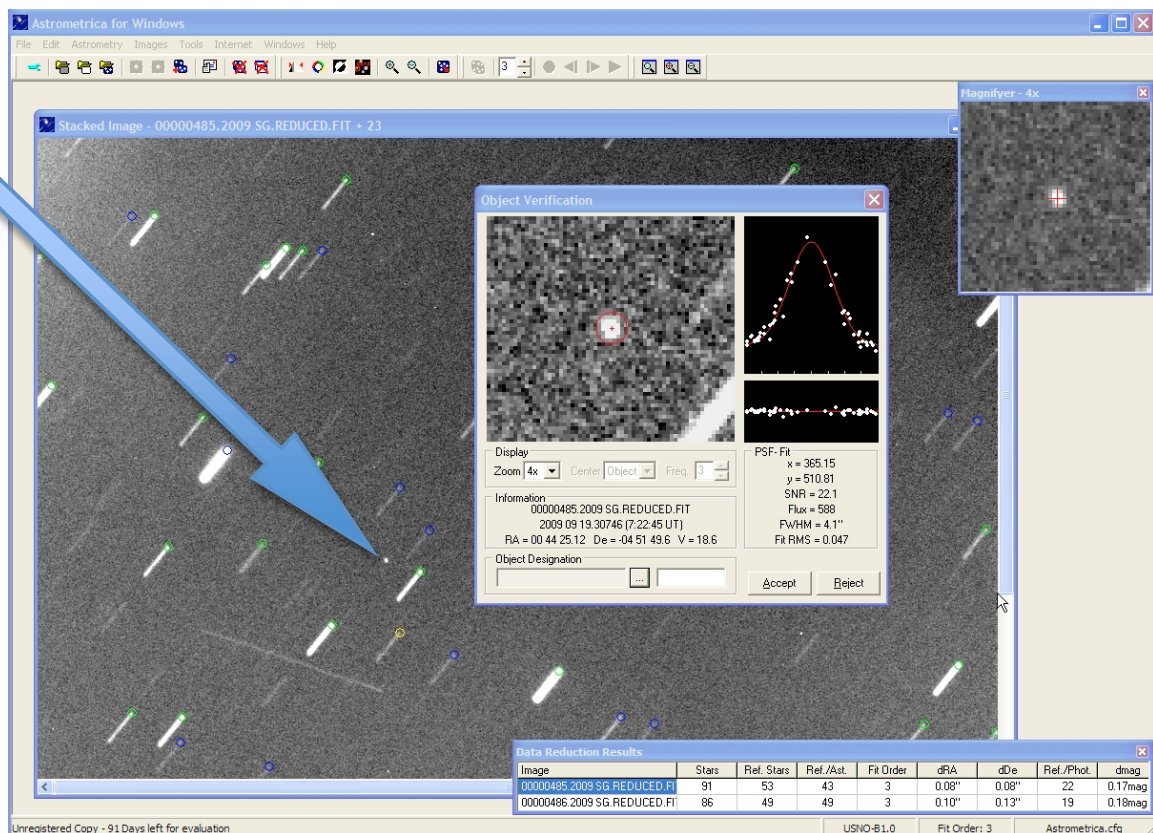 Astrometrica for Windows
File Edit Astrometry Images Tools Internet Windows Help
3
Magnifyer - 4x
Stacked Image - 00000485.2009 SG.REDUCED.FIT + 23
Object Verification
Display
Zoom 4x Center Object Freq. 3
Information
00000485.2009 SG.REDUCED.FIT
2009 09 19.30746 (7:22:45 UT)
RA = 00 44 25.12 De = -04 51 49.6 V = 18.6
Object Designation
...
PSF- Fit
x = 365.15
y = 510.81
SNR = 22.1
Flux = 588
FWHM = 4.1"
Fit RMS = 0.047
Accept Reject
Data Reduction Results
Image Stars Ref. Stars Ref./Ast. Fit Order dRA dDe Ref./Phot. dmag
00000485.2009 SG.REDUCED.FI 91 53 43 3 0.08" 0.08" 22 0.17mag
00000486.2009 SG.REDUCED.FI 86 49 49 3 0.10" 0.13" 19 0.18mag
Unregistered Copy - 91 Days left for evaluation USNO-B1.0 Fit Order: 3 Astrometrica.cfg